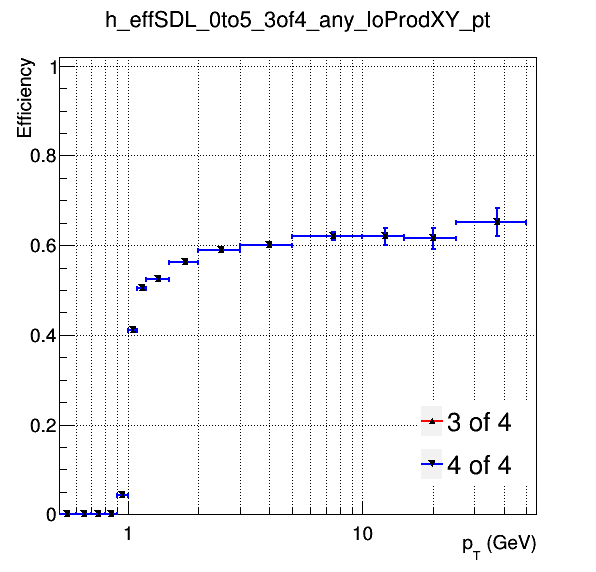 h_effSDL_0to5_3of4_any_loProdXY_pt
Efficiency
1
0.8
0.6
0.4
0.2
0
3 of 4
4 of 4
1
10
p_T (GeV)